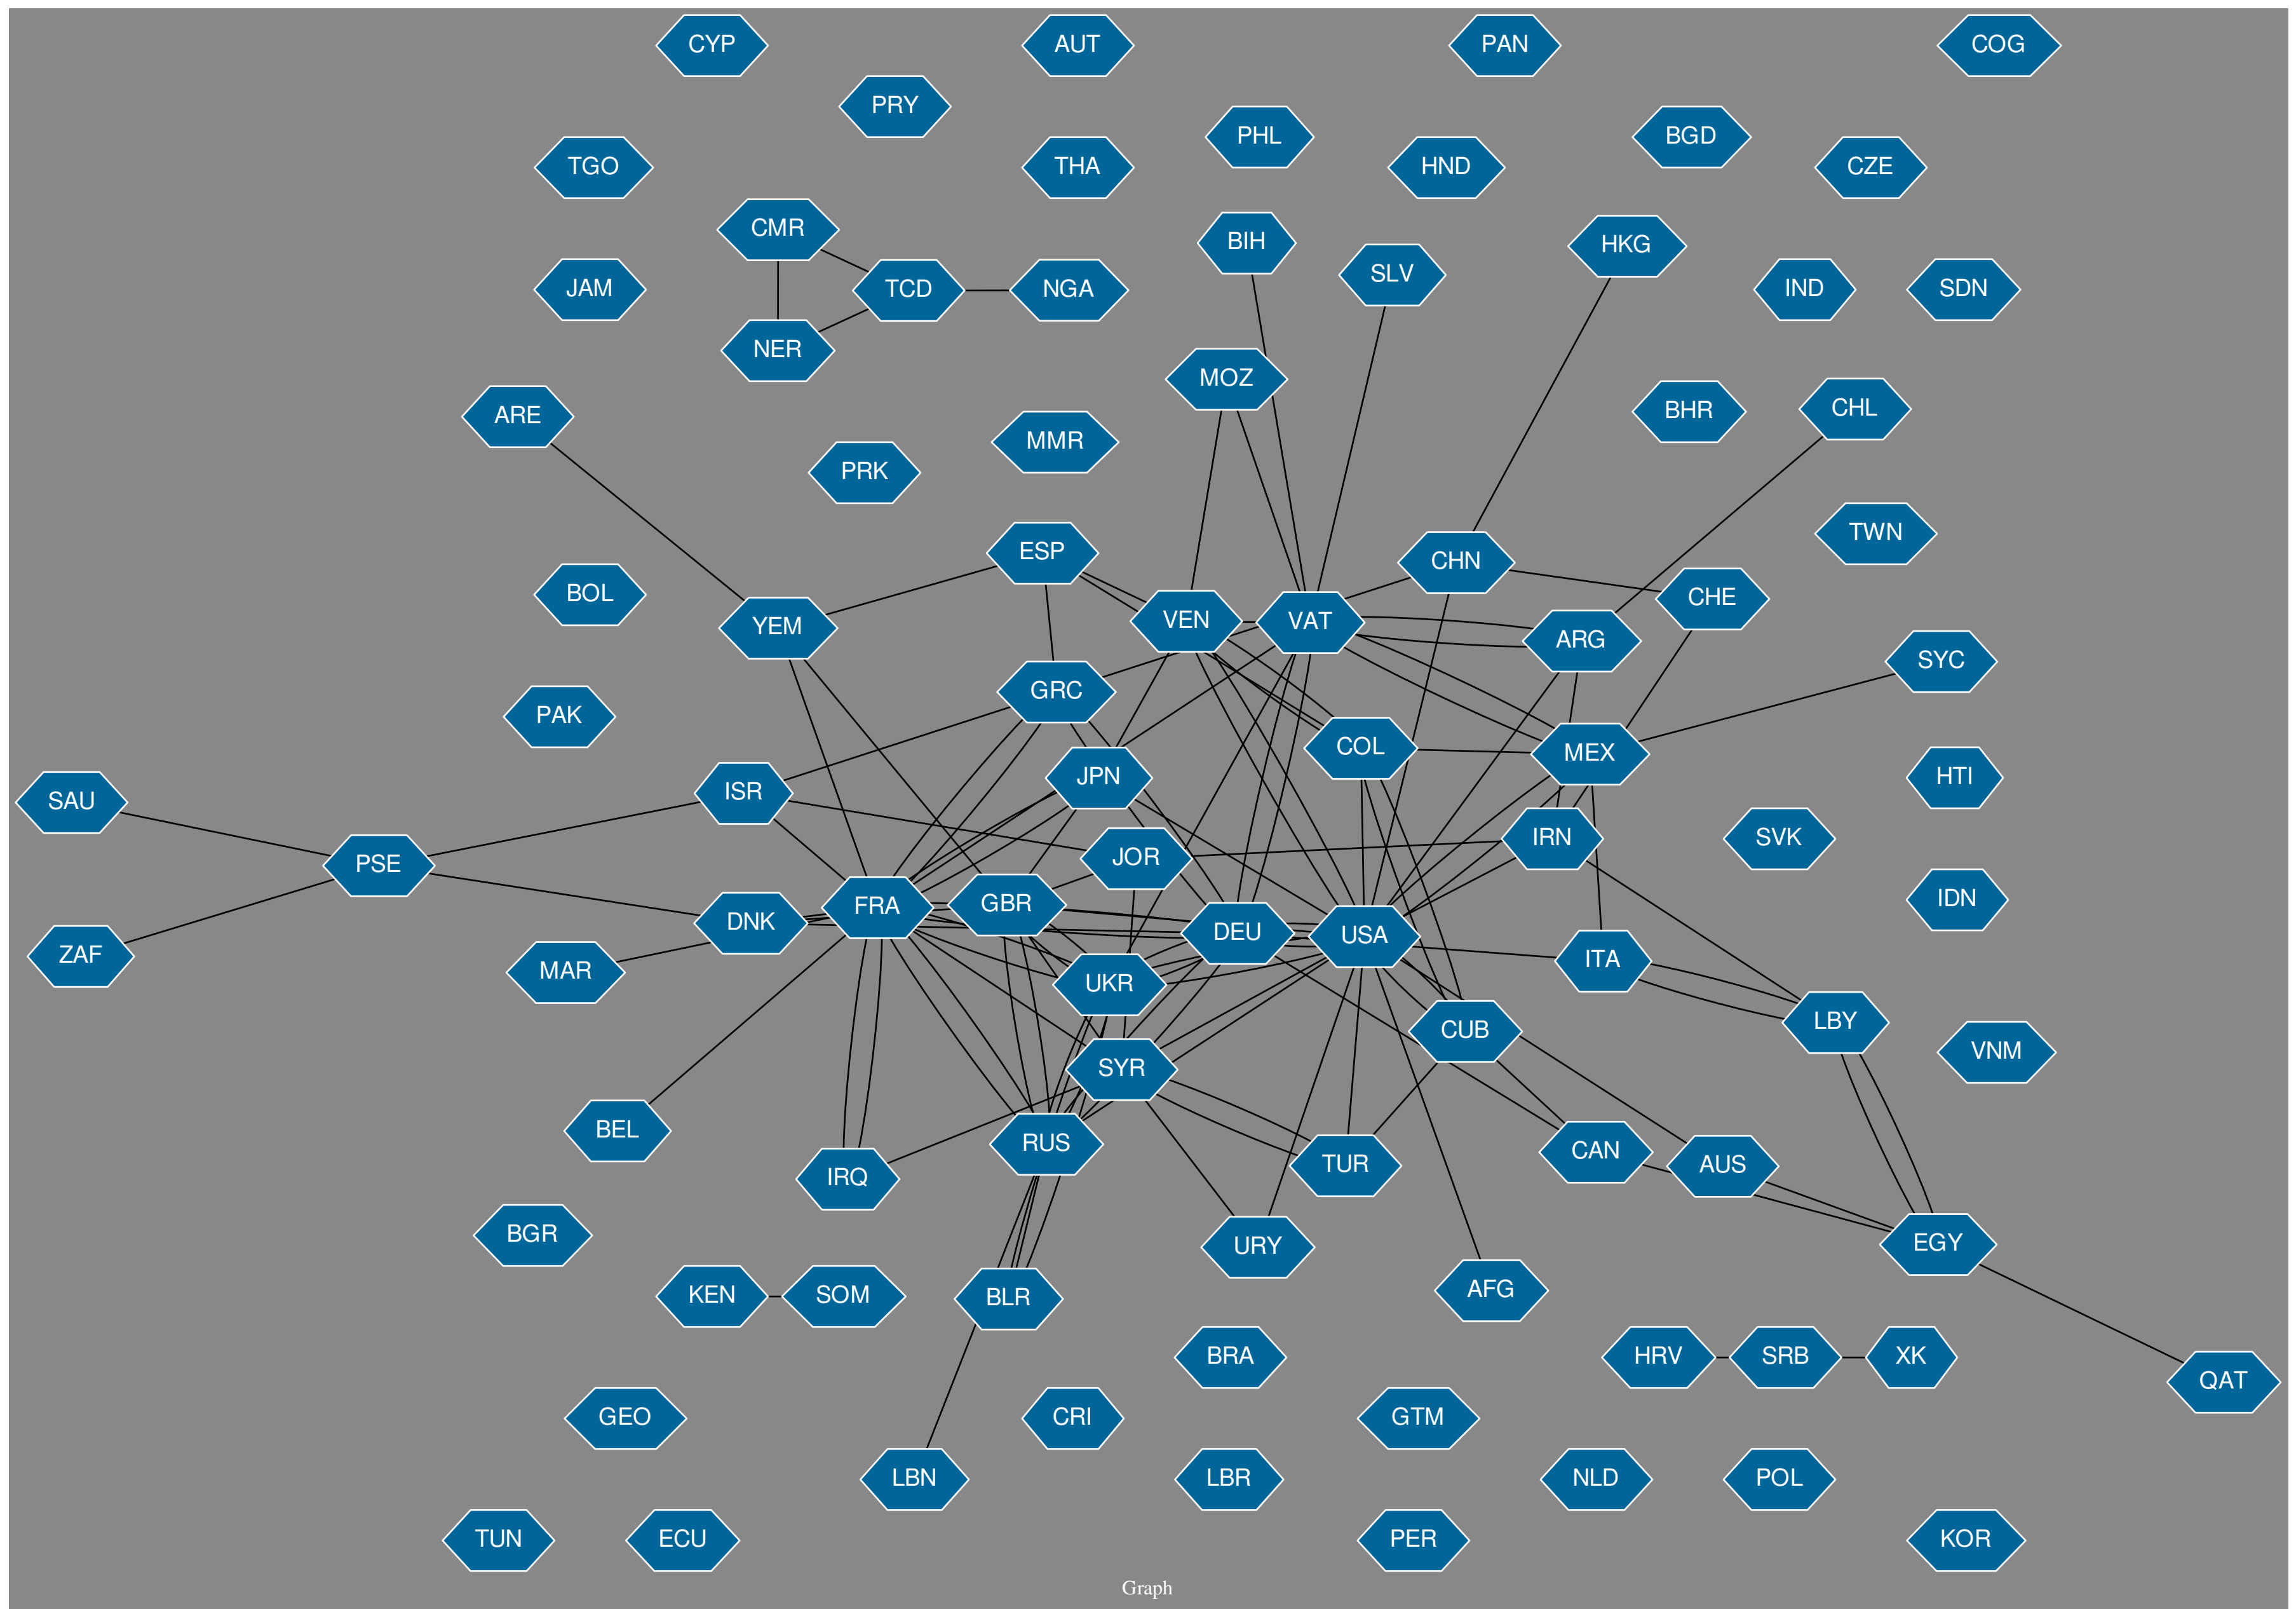 CYP
AUT
PAN
COG
PRY
PHL
BGD
TGO
THA
HND
CZE
CMR
BIH
HKG
SLV
JAM
TCD
NGA
IND
SDN
NER
MOZ
ARE
BHR
CHL
MMR
PRK
TWN
ESP
CHN
BOL
CHE
YEM
VEN
VAT
ARG
SYC
GRC
PAK
COL
MEX
JPN
HTI
ISR
SAU
IRN
SVK
JOR
PSE
IDN
FRA
GBR
DNK
DEU
USA
ZAF
MAR
ITA
UKR
LBY
CUB
VNM
SYR
BEL
RUS
CAN
IRQ
TUR
AUS
BGR
URY
EGY
KEN
SOM
BLR
AFG
BRA
HRV
SRB
XK
QAT
GEO
CRI
GTM
LBN
LBR
NLD
POL
TUN
ECU
PER
KOR
Graph